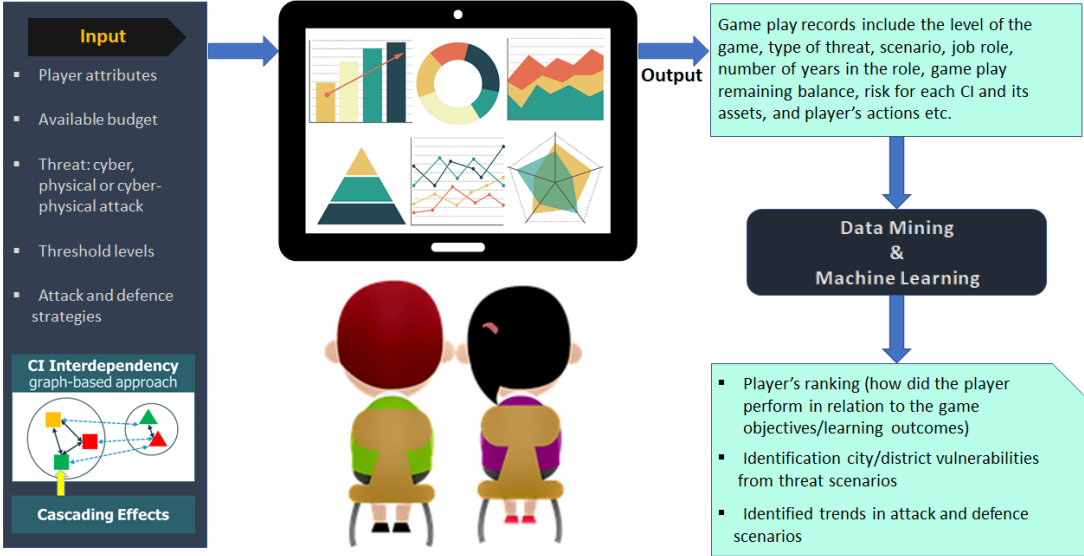 Input
▪ Player attributes
▪ Available budget
▪ Threat: cyber,
physical or cyber-
physical attack
▪ Threshold levels
▪ Attack and defence
strategies
CI Interdependency
graph-based approach
Cascading Effects
Output
Game play records include the level of the
game, type of threat, scenario, job role,
number of years in the role, game play
remaining balance, risk for each CI and its
assets, and player's actions etc.
Data Mining
&
Machine Learning
▪ Player's ranking (how did the player
perform in relation to the game
objectives/learning outcomes)
▪ Identification city/district vulnerabilities
from threat scenarios
▪ Identified trends in attack and defence
scenarios